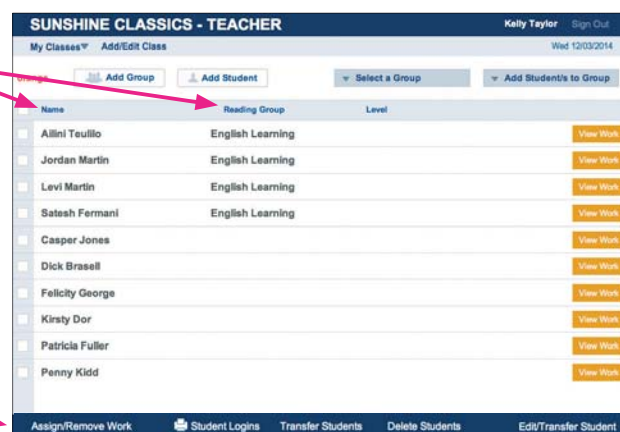 SUNSHINE CLASSICS - TEACHER Kelly Taylor Sign Out
My Classes▼ Add/Edit Class Wed 12/03/2014
Add Group Add Student ▼ Select a Group ▼ Add Student/s to Group
Name Reading Group Level
Ailini Teulilo English Learning View Work
Jordan Martin English Learning View Work
Levi Martin English Learning View Work
Satesh Fermani English Learning View Work
Casper Jones View Work
Dick Brasell View Work
Felicity George View Work
Kirsty Dor View Work
Patricia Fuller View Work
Penny Kidd View Work
Assign/Remove Work Student Logins Transfer Students Delete Students Edit/Transfer Student